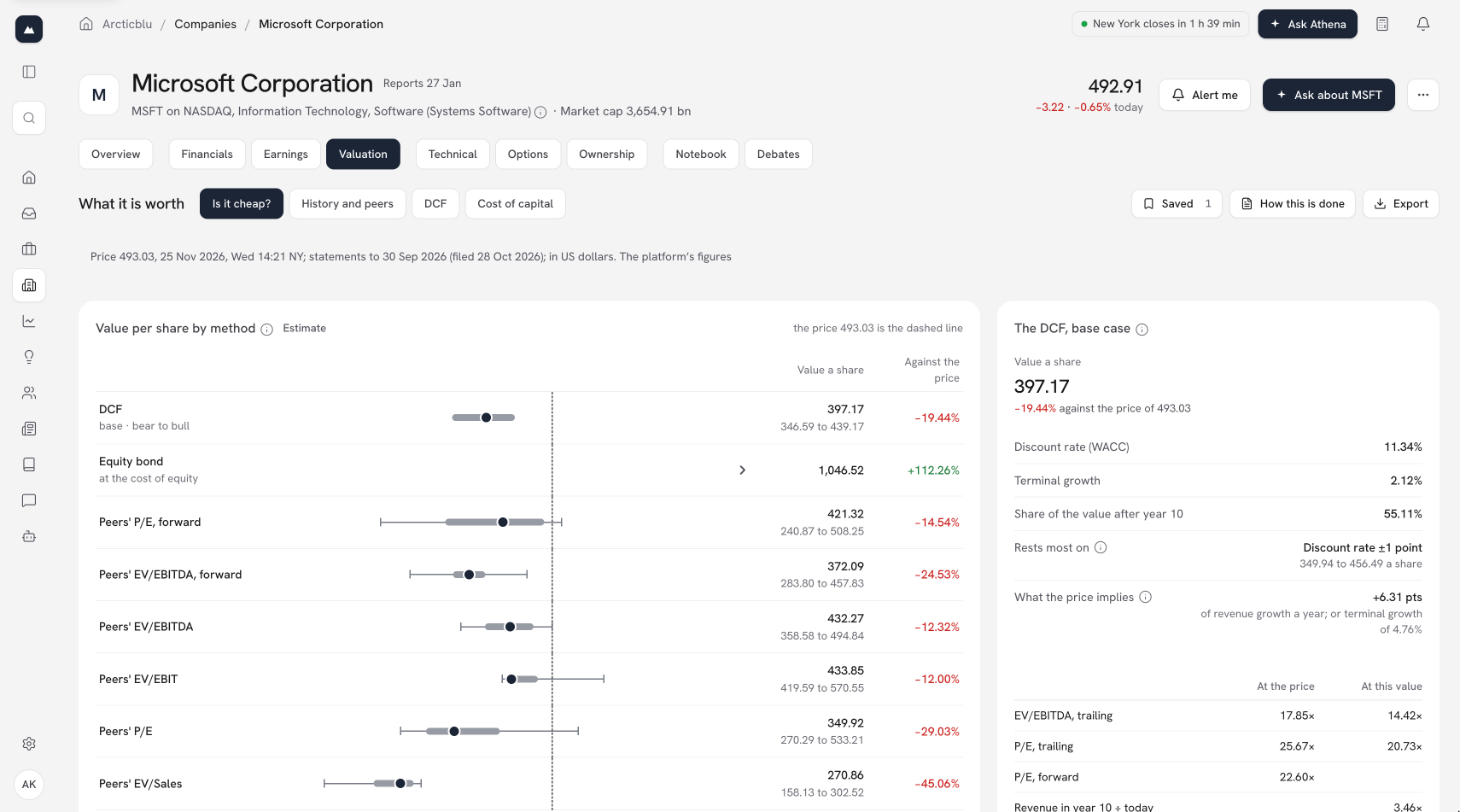 Arcticblu / Companies / Microsoft Corporation
New York closes in 1 h 39 min
Ask Athena
M
Microsoft Corporation
Reports 27 Jan
MSFT on NASDAQ, Information Technology, Software (Systems Software) · Market cap 3,654.91 bn
492.91
−3.22 · −0.65% today
Alert me
Ask about MSFT
Overview
Financials
Earnings
Valuation
Technical
Options
Ownership
Notebook
Debates
What it is worth
Is it cheap?
History and peers
DCF
Cost of capital
Saved 1
How this is done
Export
Price 493.03, 25 Nov 2026, Wed 14:21 NY; statements to 30 Sep 2026 (filed 28 Oct 2026); in US dollars. The platform's figures
Value per share by method
Estimate
the price 493.03 is the dashed line
Value a share
Against the
price
DCF
base · bear to bull
397.17
346.59 to 439.17
−19.44%
Equity bond
at the cost of equity
1,046.52
+112.26%
Peers' P/E, forward
421.32
240.87 to 508.25
−14.54%
Peers' EV/EBITDA, forward
372.09
283.80 to 457.83
−24.53%
Peers' EV/EBITDA
432.27
358.58 to 494.84
−12.32%
Peers' EV/EBIT
433.85
419.59 to 570.55
−12.00%
Peers' P/E
349.92
270.29 to 533.21
−29.03%
Peers' EV/Sales
270.86
158.13 to 302.52
−45.06%
The DCF, base case
Value a share
397.17
−19.44% against the price of 493.03
Discount rate (WACC)
11.34%
Terminal growth
2.12%
Share of the value after year 10
55.11%
Rests most on
Discount rate ±1 point
349.94 to 456.49 a share
What the price implies
+6.31 pts
of revenue growth a year; or terminal growth
of 4.76%
At the price
At this value
EV/EBITDA, trailing
17.85×
14.42×
P/E, trailing
25.67×
20.73×
P/E, forward
22.60×
Revenue in year 10 ÷ today
3.46×
AK